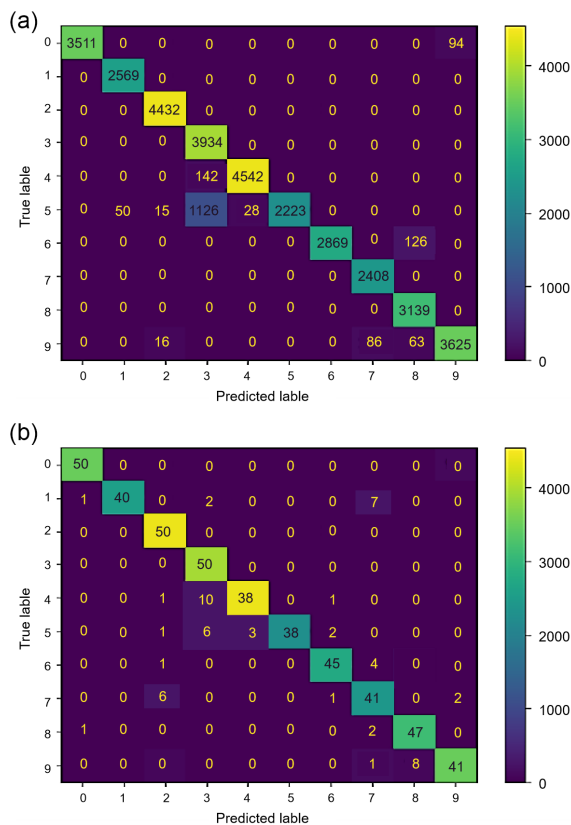 (a)
0 3511 0 0 0 0 0 0 0 0 94
1 0 2569 0 0 0 0 0 0 0 0
2 0 0 4432 0 0 0 0 0 0 0
3 0 0 0 3934 0 0 0 0 0 0
4 0 0 0 142 4542 0 0 0 0 0
5 0 50 15 1126 28 2223 0 0 0 0
6 0 0 0 0 0 0 2869 0 126 0
7 0 0 0 0 0 0 0 2408 0 0
8 0 0 0 0 0 0 0 0 3139 0
9 0 0 16 0 0 0 0 86 63 3625
0 1 2 3 4 5 6 7 8 9
Predicted lable
True lable
4000
3000
2000
1000
0
(b)
0 50 0 0 0 0 0 0 0 0 0
1 1 40 0 2 0 0 0 7 0 0
2 0 0 50 0 0 0 0 0 0 0
3 0 0 0 50 0 0 0 0 0 0
4 0 0 1 10 38 0 1 0 0 0
5 0 0 1 6 3 38 2 0 0 0
6 0 0 1 0 0 0 45 4 0 0
7 0 0 6 0 0 0 1 41 0 2
8 1 0 0 0 0 0 0 2 47 0
9 0 0 0 0 0 0 0 1 8 41
0 1 2 3 4 5 6 7 8 9
Predicted lable
True lable
4000
3000
2000
1000
0